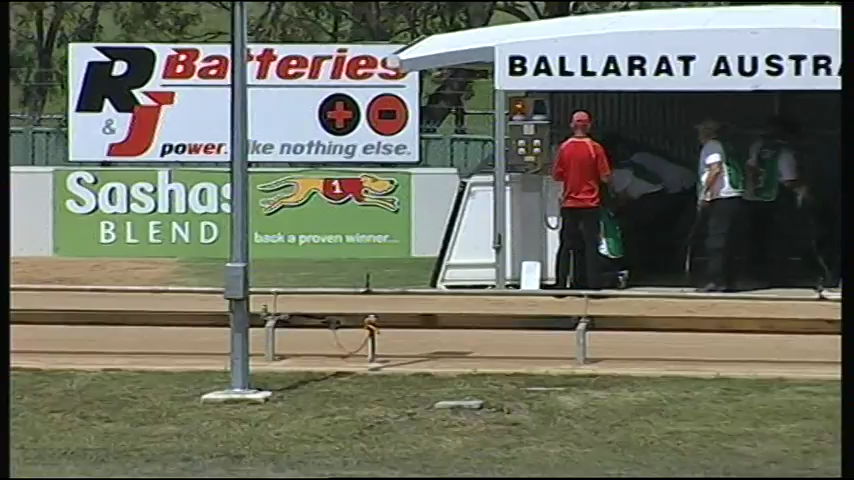 R & J Batteries
power. like nothing else.
BALLARAT AUSTRA
Sashas
BLEND
1
back a proven winner...